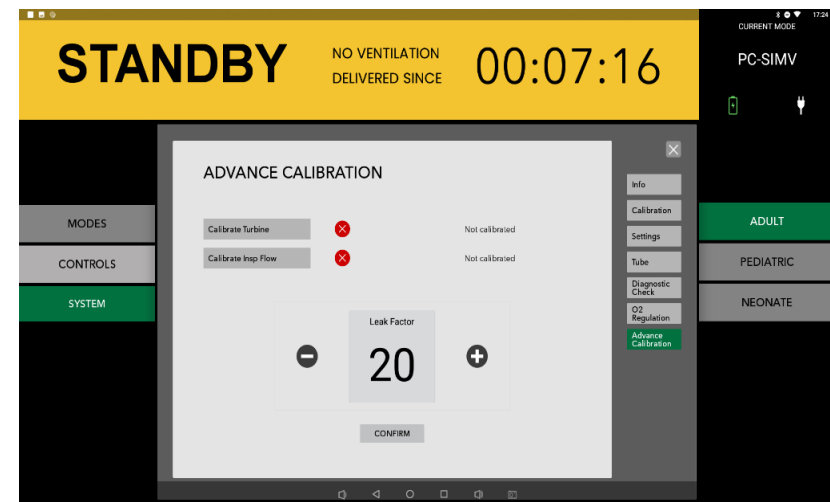 17:24
STANDBY
NO VENTILATION
DELIVERED SINCE
00:07:16
CURRENT MODE
PC-SIMV
ADVANCE CALIBRATION
Calibrate Turbine
Not calibrated
Calibrate Insp Flow
Not calibrated
Leak Factor
20
CONFIRM
Info
Calibration
Settings
Tube
Diagnostic
Check
O2
Regulation
Advance
Calibration
MODES
CONTROLS
SYSTEM
ADULT
PEDIATRIC
NEONATE